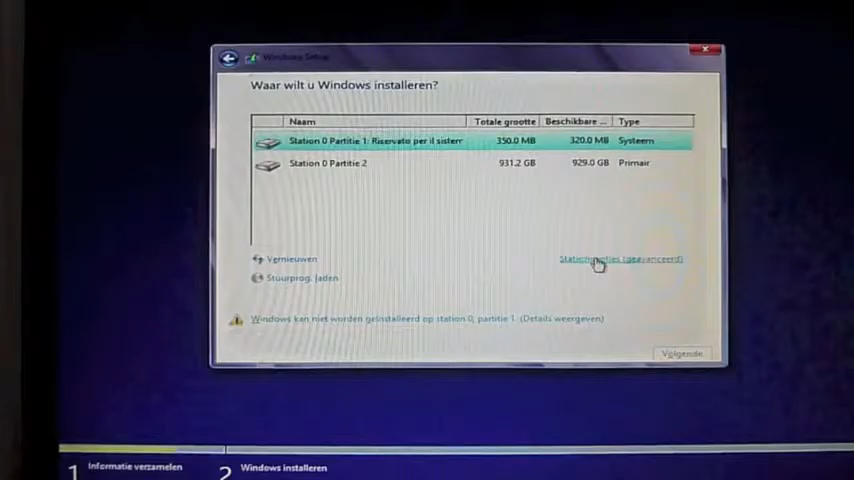 Windows Setup
Waar wilt u Windows installeren?
Naam Totale grootte Beschikbare ... Type
Station 0 Partitie 1: Riservato per il sistem 350.0 MB 320.0 MB Systeem
Station 0 Partitie 2 931.2 GB 929.0 GB Primair
Vernieuwen Stationopties (geavanceerd)
Stuurprog. laden
Windows kan niet worden geïnstalleerd op station 0, partitie 1. (Details weergeven)
Volgende
1 Informatie verzamelen 2 Windows installeren